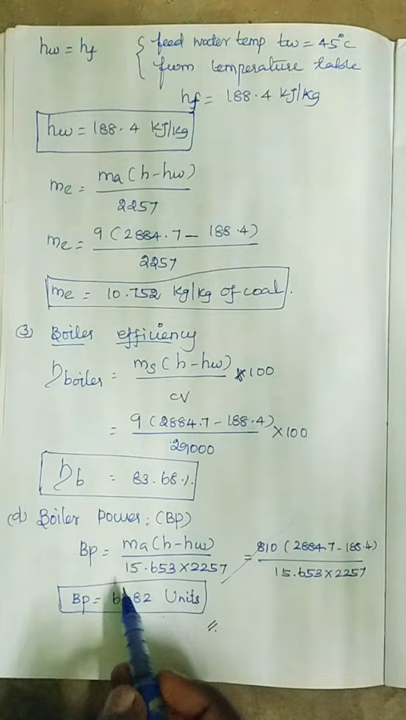 hw = hf { feed water temp tw = 45°c
from temperature table
hf = 188.4 kJ/kg
hw = 188.4 kJ/kg
me = ma (h-hw) / 2257
me = 9 (2884.7 - 188.4) / 2257
me = 10.752 kg/kg of coal.
(3) Boiler efficiency
ηboiler = ms (h-hw) / CV × 100
= 9 (2884.7 - 188.4) / 29000 × 100
ηb = 83.68 %
(d) Boiler Power: (BP)
BP = ma (h-hw) / 15.653 × 2257 = 810 (2884.7 - 188.4) / 15.653 × 2257
BP = 82 Units